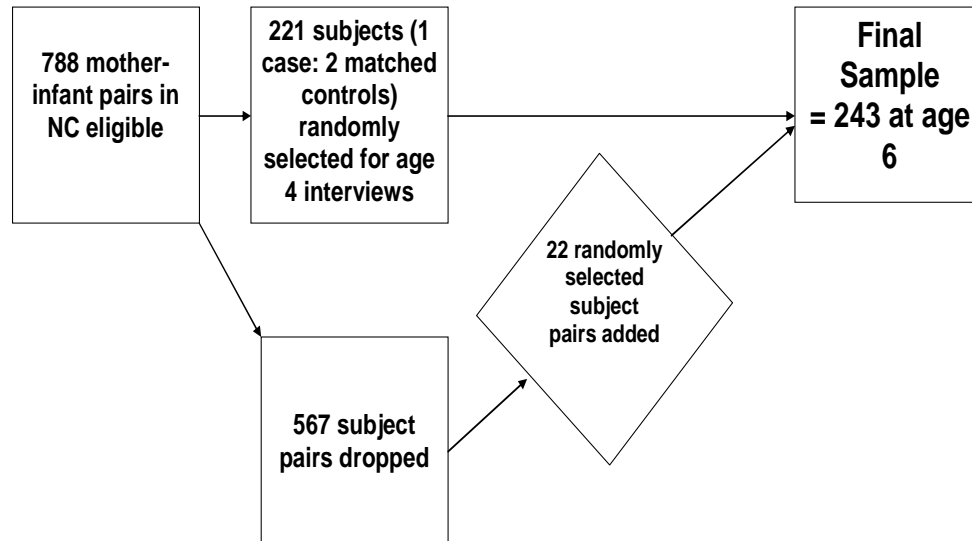 788 mother-
infant pairs in
NC eligible
221 subjects (1
case: 2 matched
controls)
randomly
selected for age
4 interviews
Final
Sample
= 243 at age
6
22 randomly
selected
subject
pairs added
567 subject
pairs dropped